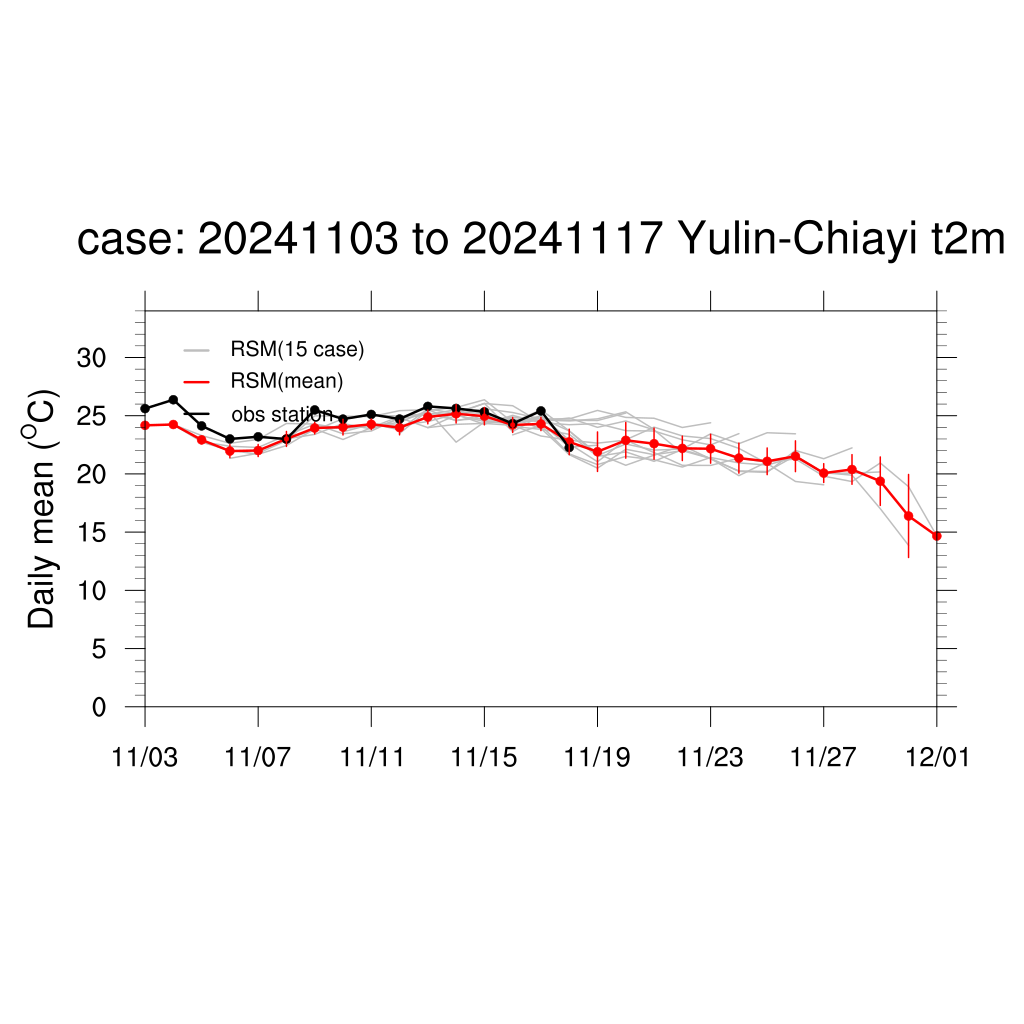 case: 20241103 to 20241117 Yulin-Chiayi t2m
RSM(15 case)
RSM(mean)
obs station
Daily mean (°C)
30
25
20
15
10
5
0
11/03 11/07 11/11 11/15 11/19 11/23 11/27 12/01